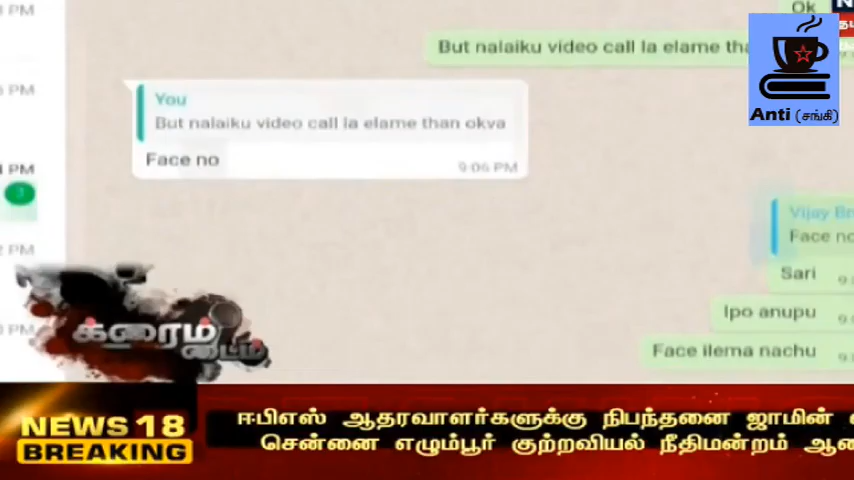 Ok
But nalaiku video call la elame tha
You
But nalaiku video call la elame than okva
Face no
9:06 PM
Anti (சங்கி)
Vijay
Face no
Sari
Ipo anupu
Face ilema nachu
க்ரைம்
டைம்
NEWS 18
BREAKING
ஈபிஎஸ் ஆதரவாளர்களுக்கு நிபந்தனை ஜாமின்
சென்னை எழும்பூர் குற்றவியல் நீதிமன்றம்